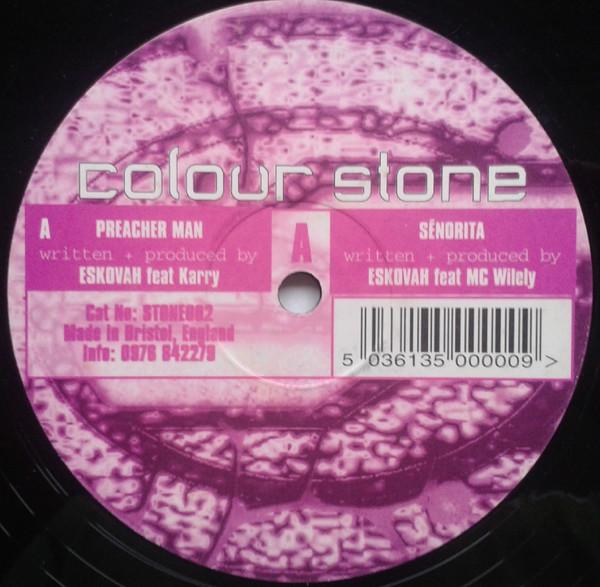 colour stone
A PREACHER MAN
written + produced by
ESKOVAH feat Karry
A
SÉNORITA
written + produced by
ESKOVAH feat MC Wilely
Cat No: STONE002
Made in Bristol, England
Info: 0976 842279
5 036135 000009 >